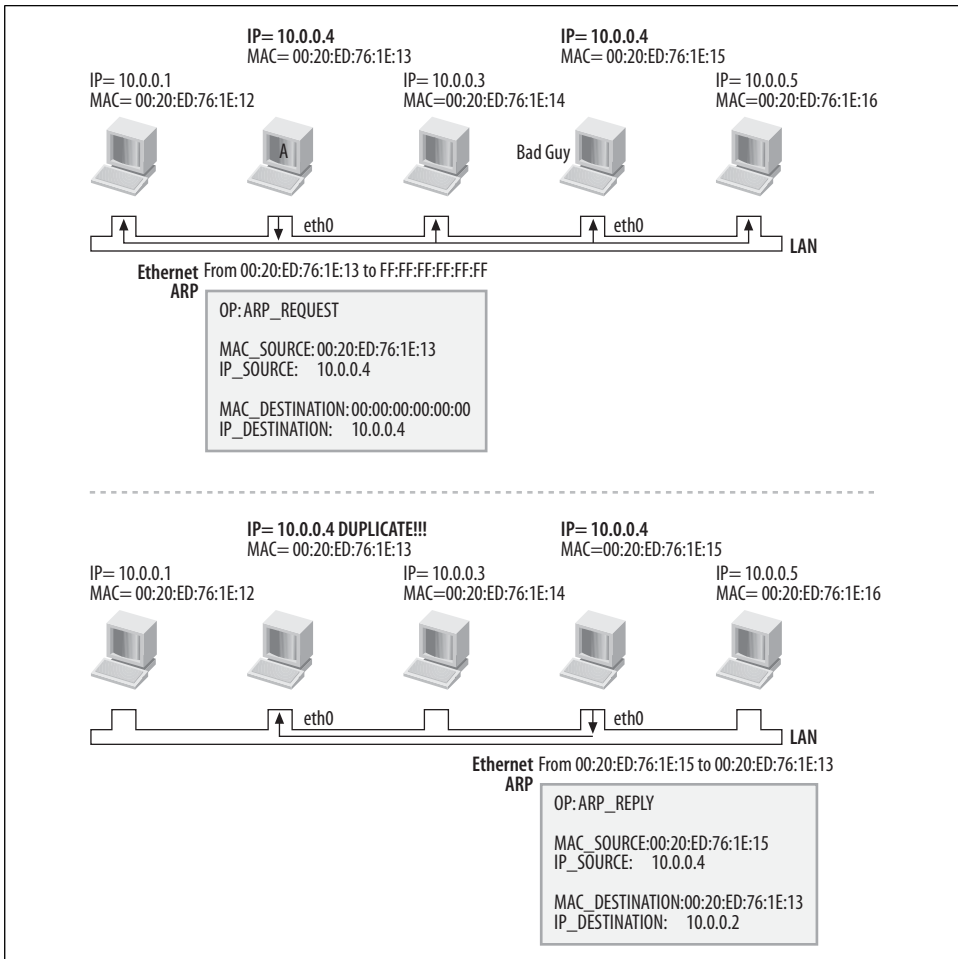 IP= 10.0.0.4
MAC= 00:20:ED:76:1E:13
IP= 10.0.0.4
MAC= 00:20:ED:76:1E:15
IP= 10.0.0.1
MAC= 00:20:ED:76:1E:12
IP= 10.0.0.3
MAC=00:20:ED:76:1E:14
IP= 10.0.0.5
MAC=00:20:ED:76:1E:16
A
Bad Guy
eth0
eth0
LAN
Ethernet From 00:20:ED:76:1E:13 to FF:FF:FF:FF:FF:FF
ARP
OP: ARP_REQUEST
MAC_SOURCE: 00:20:ED:76:1E:13
IP_SOURCE: 10.0.0.4
MAC_DESTINATION: 00:00:00:00:00:00
IP_DESTINATION: 10.0.0.4
IP= 10.0.0.4 DUPLICATE!!!
MAC= 00:20:ED:76:1E:13
IP= 10.0.0.4
MAC=00:20:ED:76:1E:15
IP= 10.0.0.1
MAC= 00:20:ED:76:1E:12
IP= 10.0.0.3
MAC=00:20:ED:76:1E:14
IP= 10.0.0.5
MAC= 00:20:ED:76:1E:16
eth0
eth0
LAN
Ethernet From 00:20:ED:76:1E:15 to 00:20:ED:76:1E:13
ARP
OP: ARP_REPLY
MAC_SOURCE:00:20:ED:76:1E:15
IP_SOURCE: 10.0.0.4
MAC_DESTINATION:00:20:ED:76:1E:13
IP_DESTINATION: 10.0.0.2